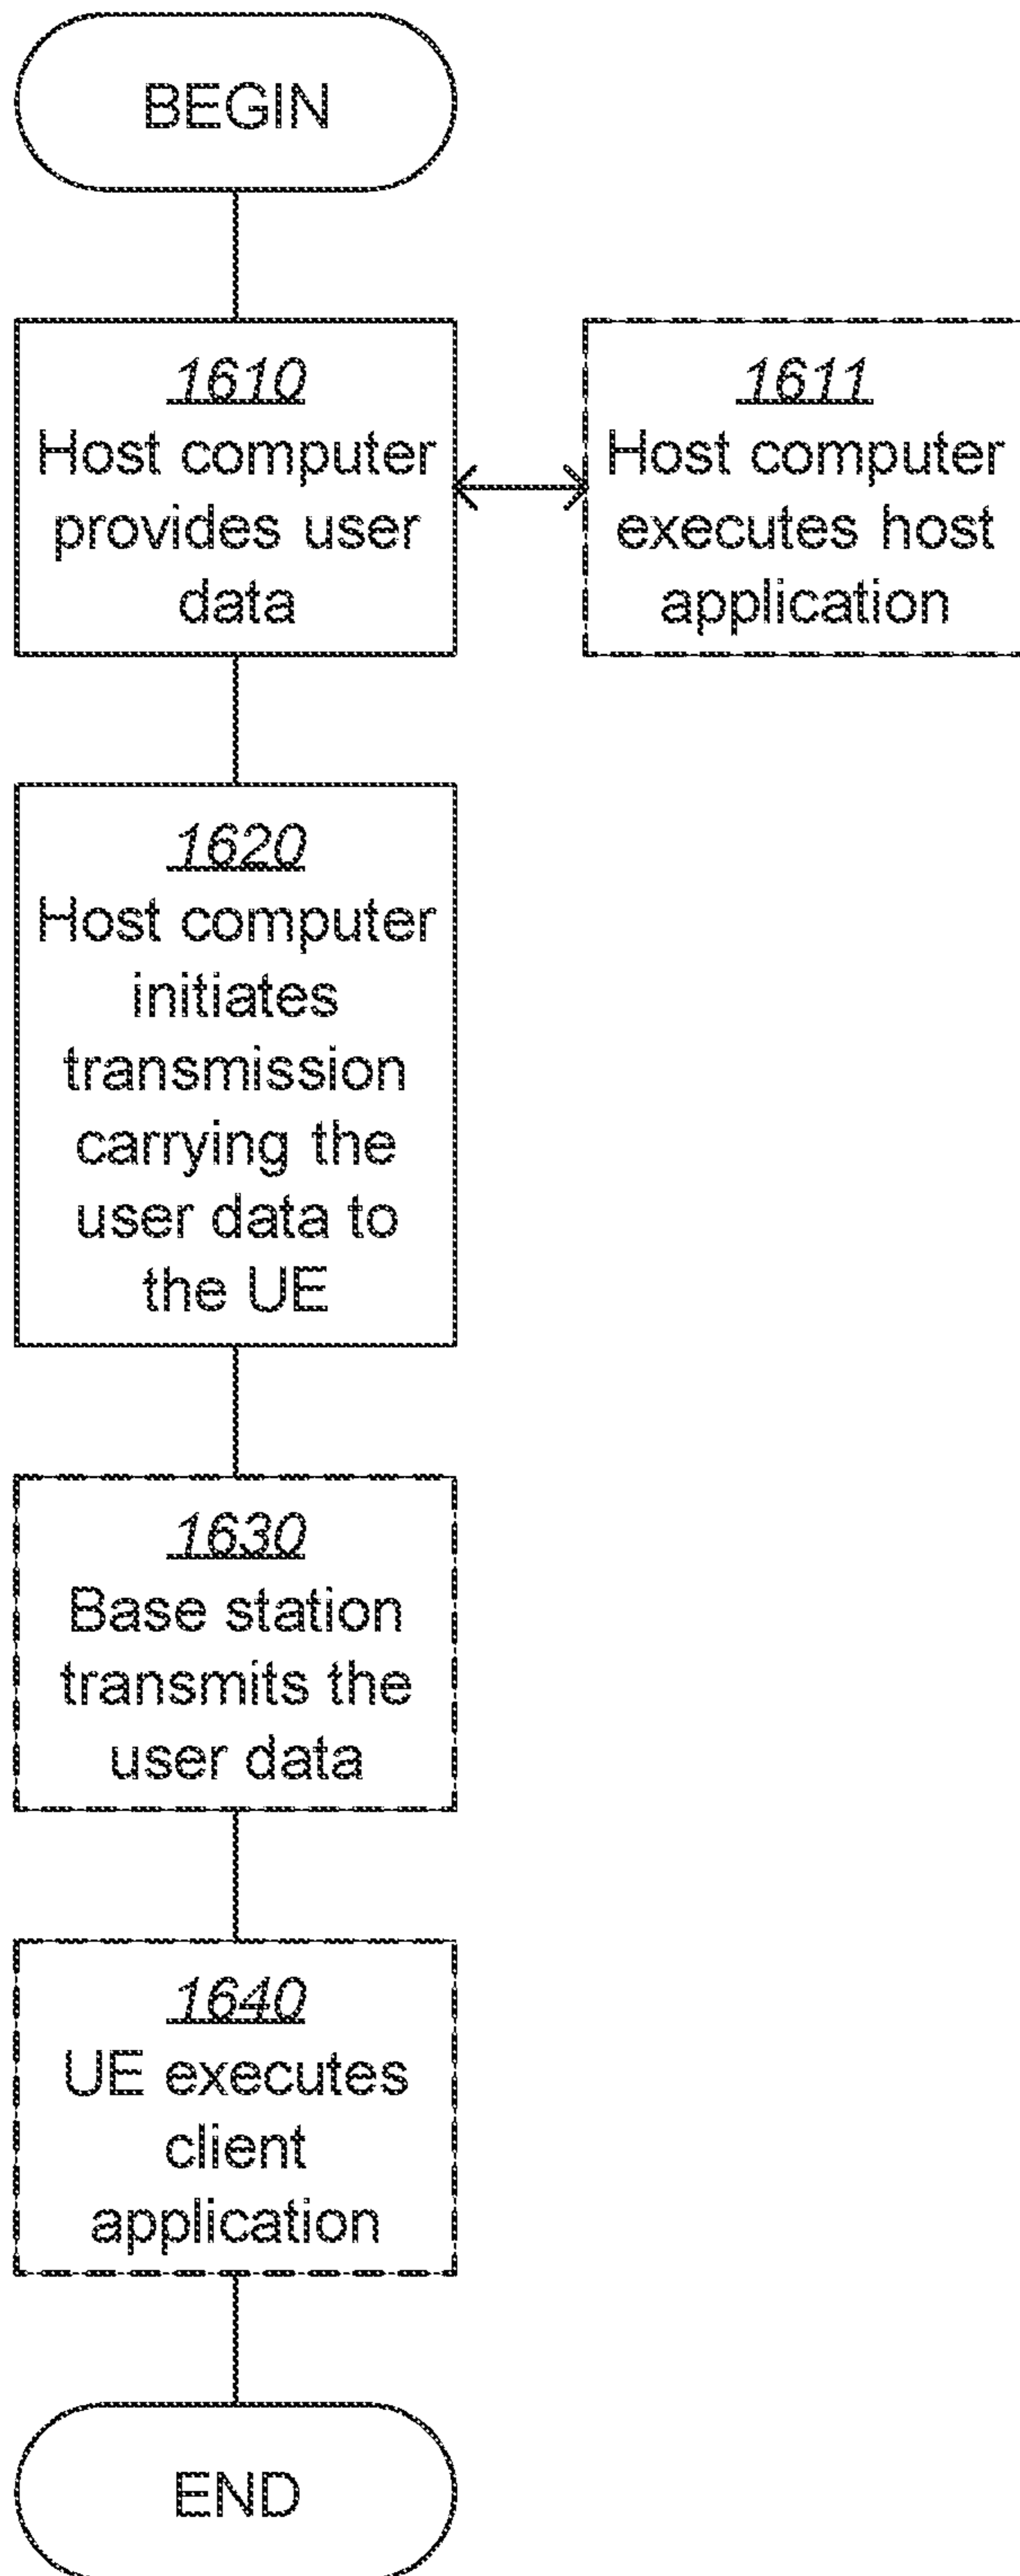 BEGIN
1610
Host computer
provides user
data
1611
Host computer
executes host
application
1620
Host computer
initiates
transmission
carrying the
user data to
the UE
1630
Base station
transmits the
user data
1640
UE executes
client
application
END